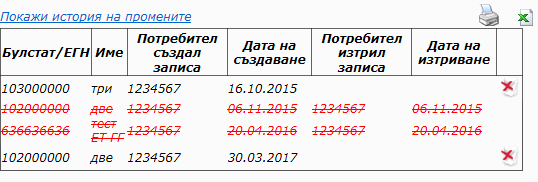 Покажи история на промените
Булстат/ЕГН Име Потребител създал записа Дата на създаване Потребител изтрил записа Дата на изтриване
103000000 три 1234567 16.10.2015
102000000 две 1234567 06.11.2015 1234567 06.11.2015
636636636 тест ЕТ ГГ 1234567 20.04.2016 1234567 20.04.2016
102000000 две 1234567 30.03.2017